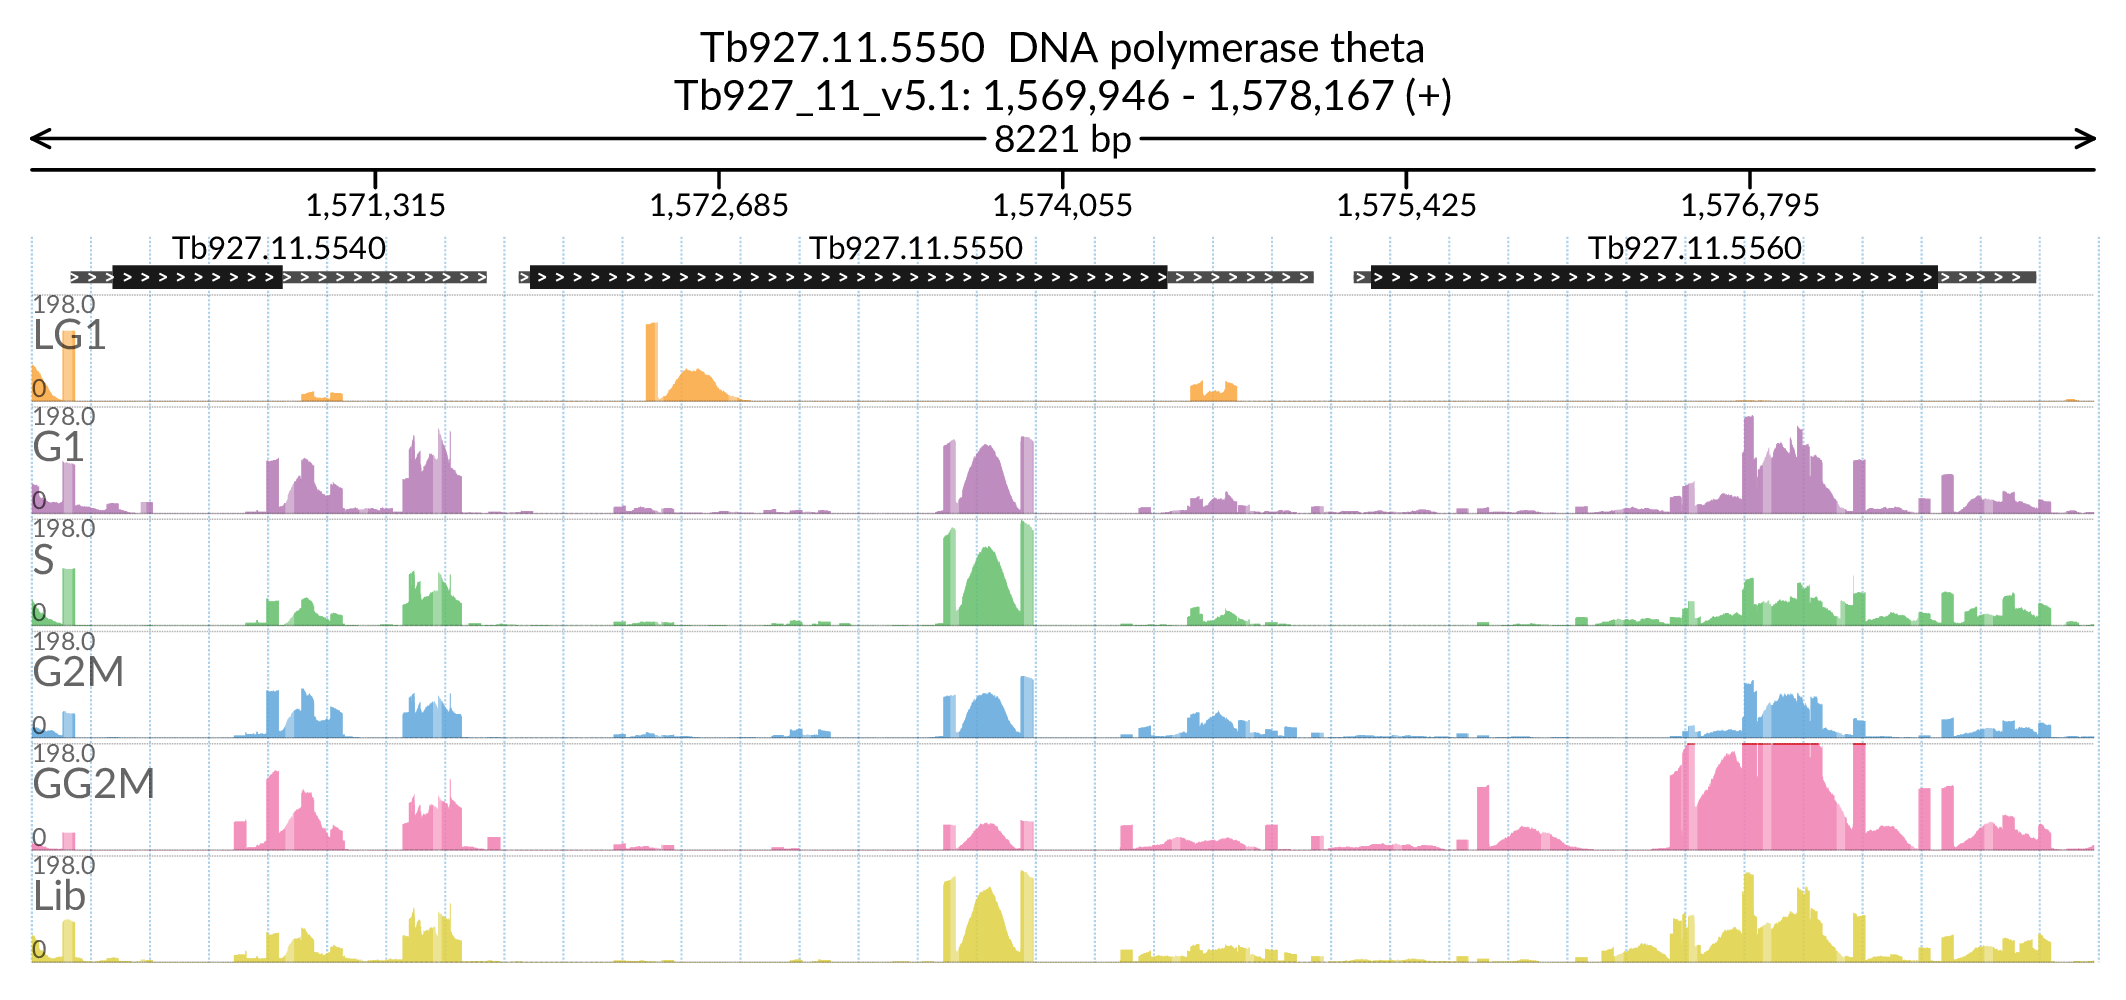 Tb927.11.5550 DNA polymerase theta
Tb927_11_v5.1: 1,569,946 - 1,578,167 (+)
8221 bp
1,571,315 1,572,685 1,574,055 1,575,425 1,576,795
Tb927.11.5540 Tb927.11.5550 Tb927.11.5560
198.0
LG1
0
198.0
G1
0
198.0
S
0
198.0
G2M
0
198.0
GG2M
0
198.0
Lib
0